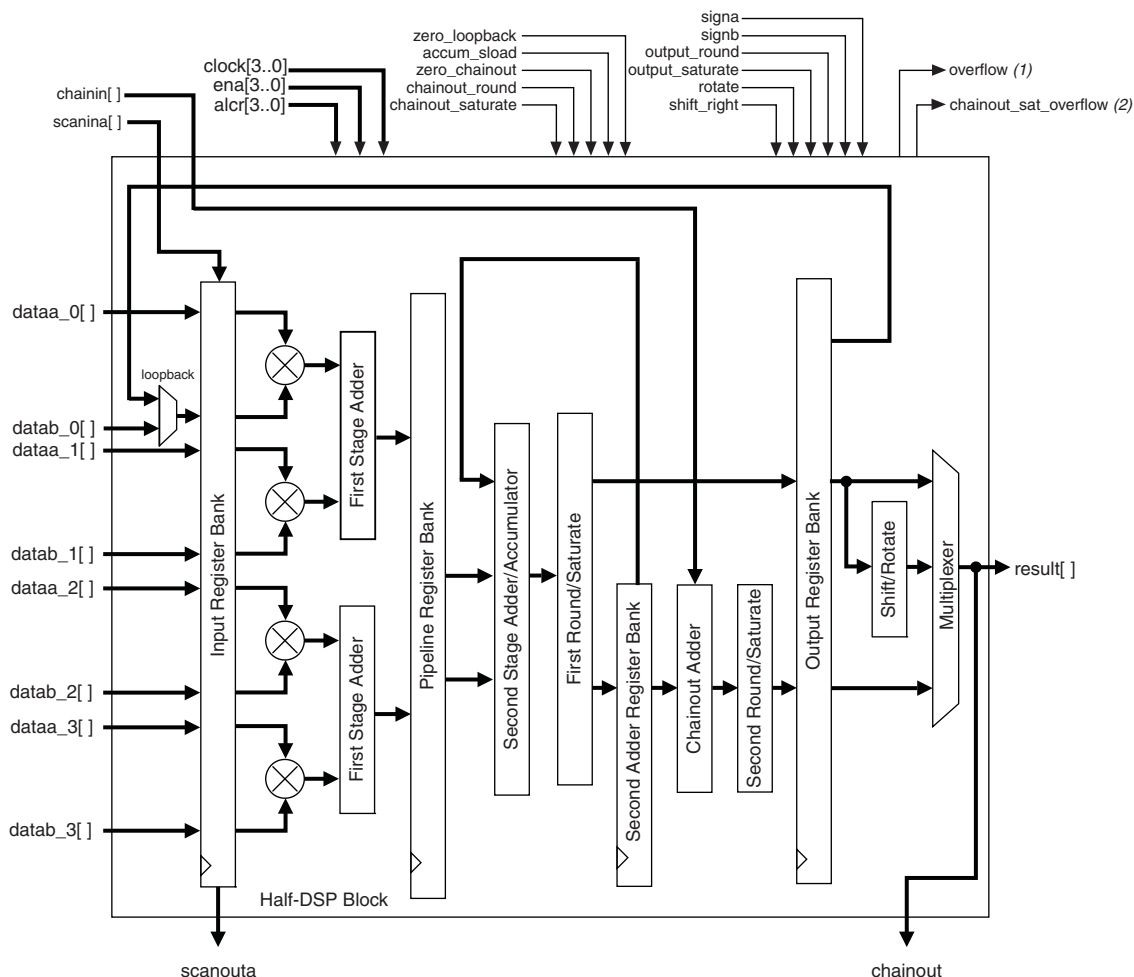 signa
signb
output_round
output_saturate
rotate
shift_right
zero_loopback
accum_sload
zero_chainout
chainout_round
chainout_saturate
clock[3..0]
ena[3..0]
alcr[3..0]
overflow (1)
chainout_sat_overflow (2)
chainin[ ]
scanina[ ]
dataa_0[ ]
loopback
datab_0[ ]
dataa_1[ ]
datab_1[ ]
dataa_2[ ]
datab_2[ ]
dataa_3[ ]
datab_3[ ]
Input Register Bank
First Stage Adder
First Stage Adder
Pipeline Register Bank
Second Stage Adder/Accumulator
First Round/Saturate
Second Adder Register Bank
Chainout Adder
Second Round/Saturate
Output Register Bank
Shift/Rotate
Multiplexer
result[ ]
Half-DSP Block
scanouta
chainout